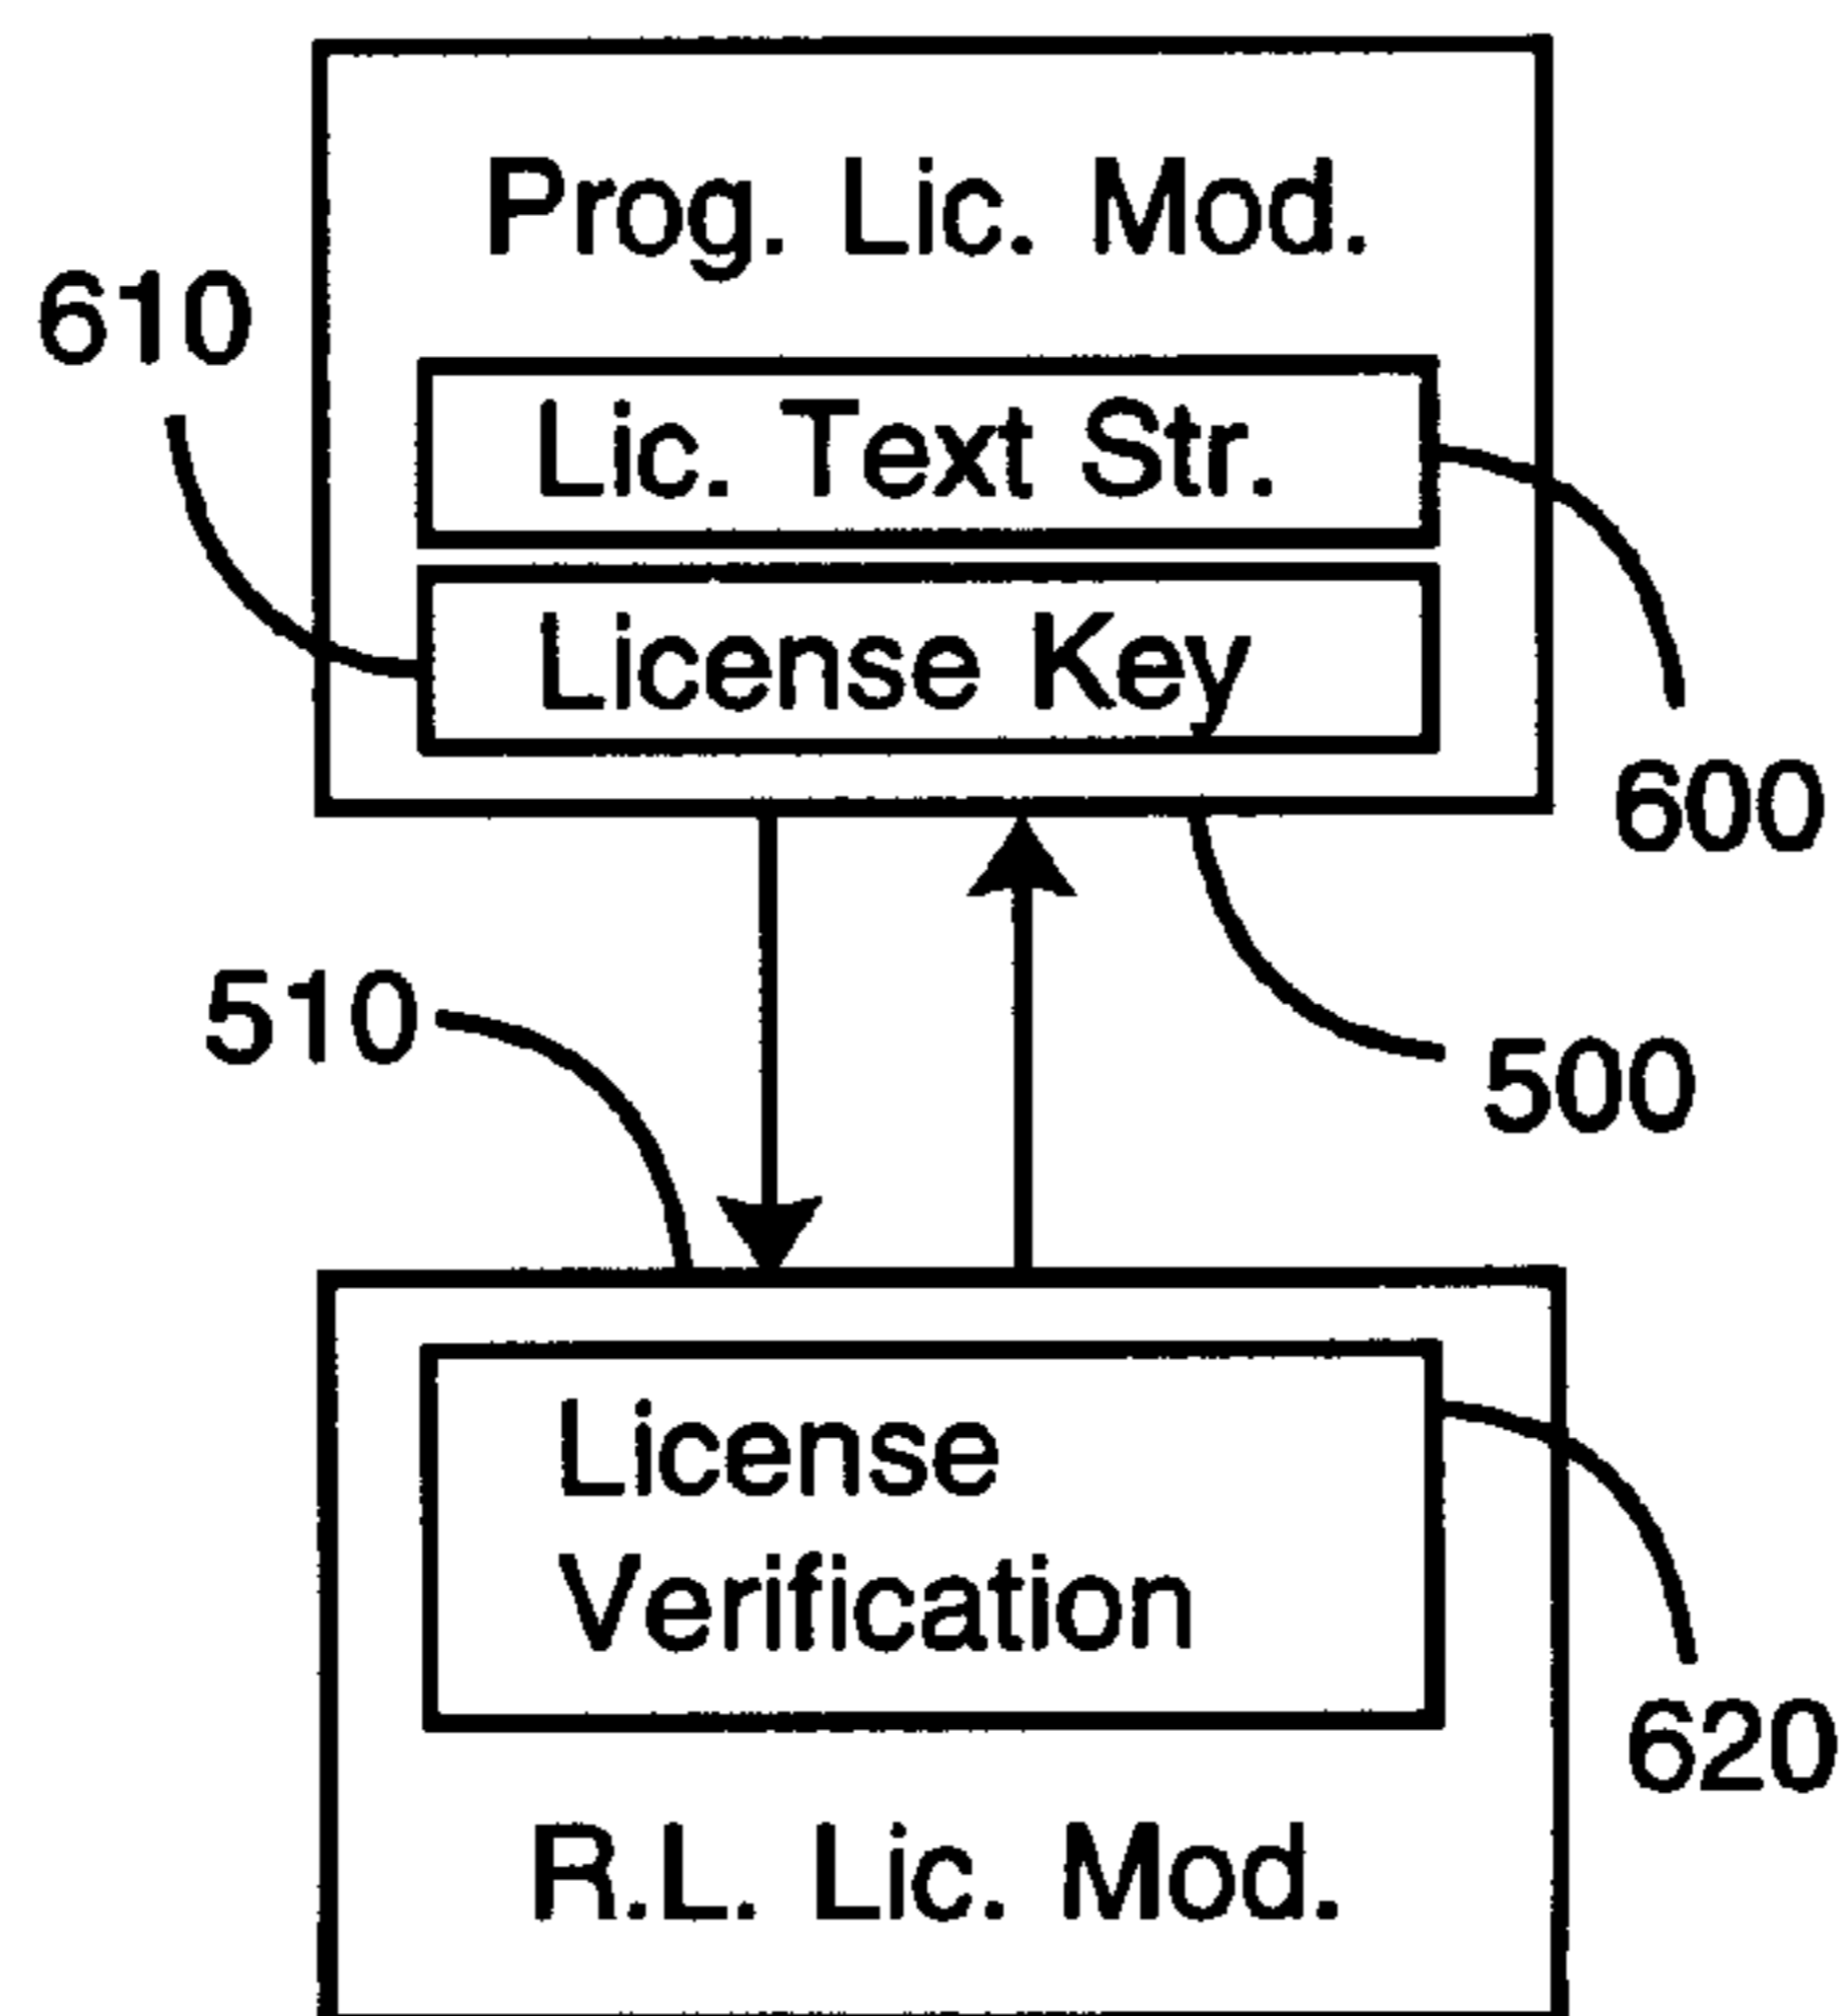 Prog. Lic. Mod.
610
Lic. Text Str.
License Key
600
510
500
License
Verification
620
R.L. Lic. Mod.